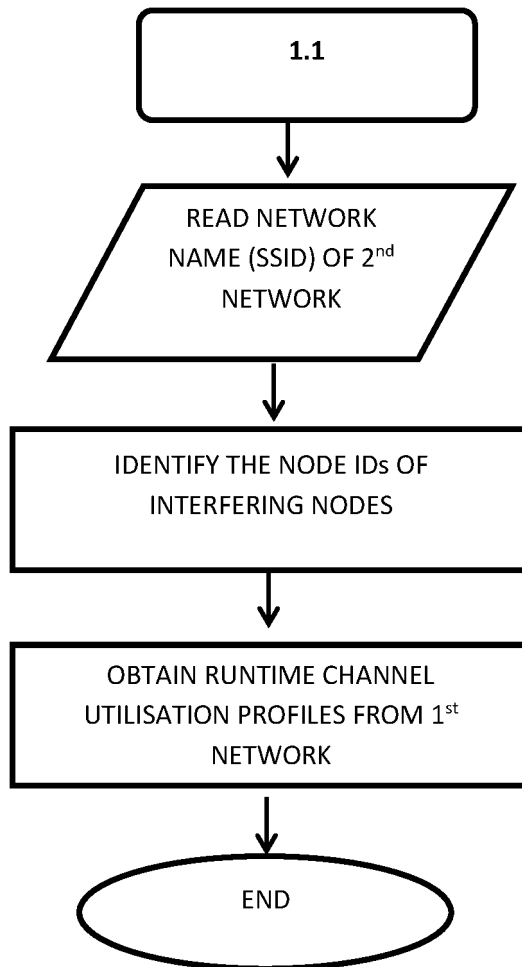 1.1
READ NETWORK
NAME (SSID) OF 2nd
NETWORK
IDENTIFY THE NODE IDs OF
INTERFERING NODES
OBTAIN RUNTIME CHANNEL
UTILISATION PROFILES FROM 1st
NETWORK
END